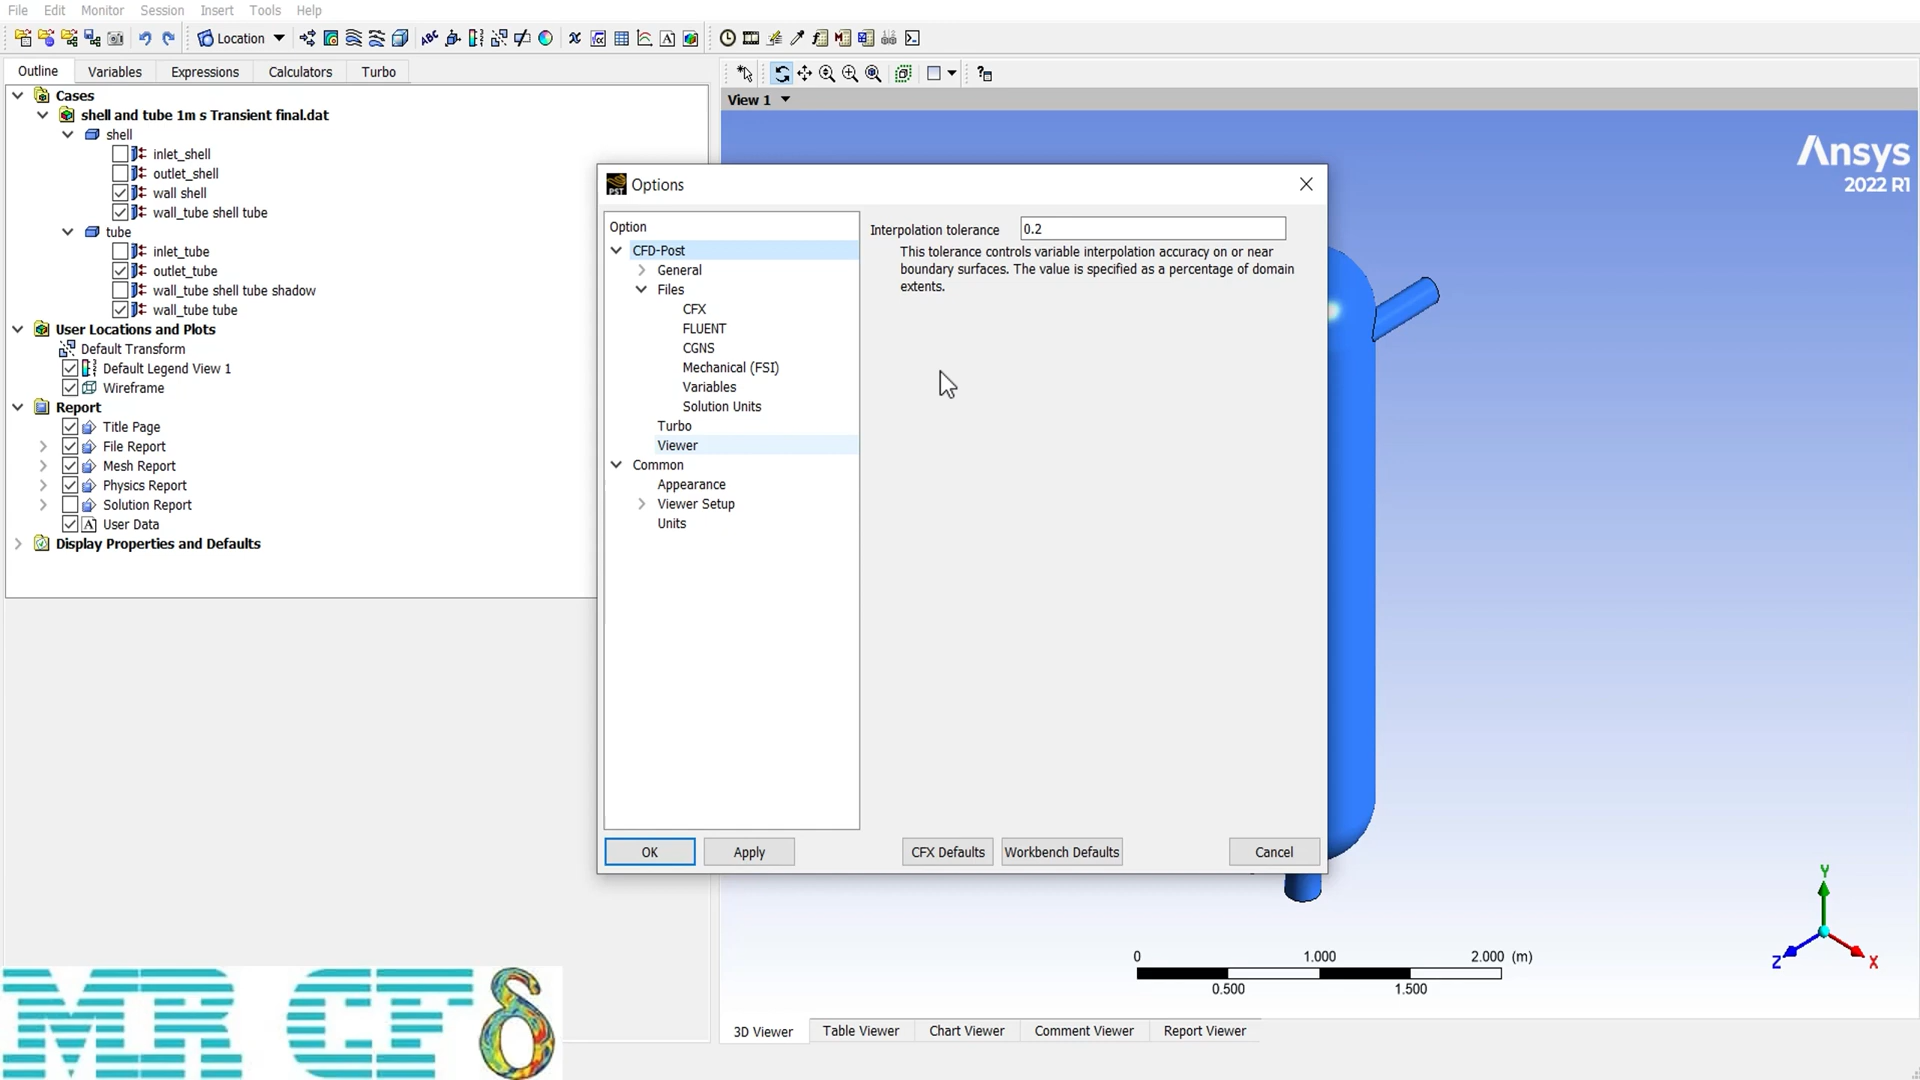 File Edit Monitor Session Insert Tools Help
Location
Outline Variables Expressions Calculators Turbo
Cases
shell and tube 1m s Transient final.dat
shell
inlet_shell
outlet_shell
wall shell
wall_tube shell tube
tube
inlet_tube
outlet_tube
wall_tube shell tube shadow
wall_tube tube
User Locations and Plots
Default Transform
Default Legend View 1
Wireframe
Report
Title Page
File Report
Mesh Report
Physics Report
Solution Report
A User Data
Display Properties and Defaults
View 1
Ansys
2022 R1
PST Options
Option
CFD-Post
General
Files
CFX
FLUENT
CGNS
Mechanical (FSI)
Variables
Solution Units
Turbo
Viewer
Common
Appearance
Viewer Setup
Units
Interpolation tolerance 0.2
This tolerance controls variable interpolation accuracy on or near
boundary surfaces. The value is specified as a percentage of domain
extents.
OK Apply CFX Defaults Workbench Defaults Cancel
Y
Z X
0 1.000 2.000 (m)
0.500 1.500
3D Viewer Table Viewer Chart Viewer Comment Viewer Report Viewer
MR CFδ